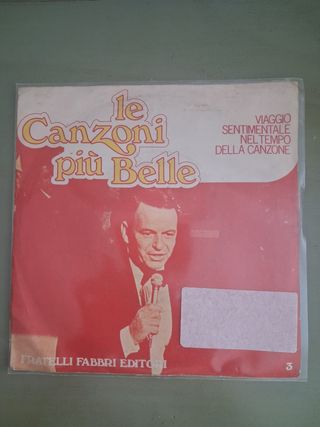 le
Canzoni
più Belle
VIAGGIO
SENTIMENTALE
NEL TEMPO
DELLA CANZONE
FRATELLI FABBRI EDITORI
3